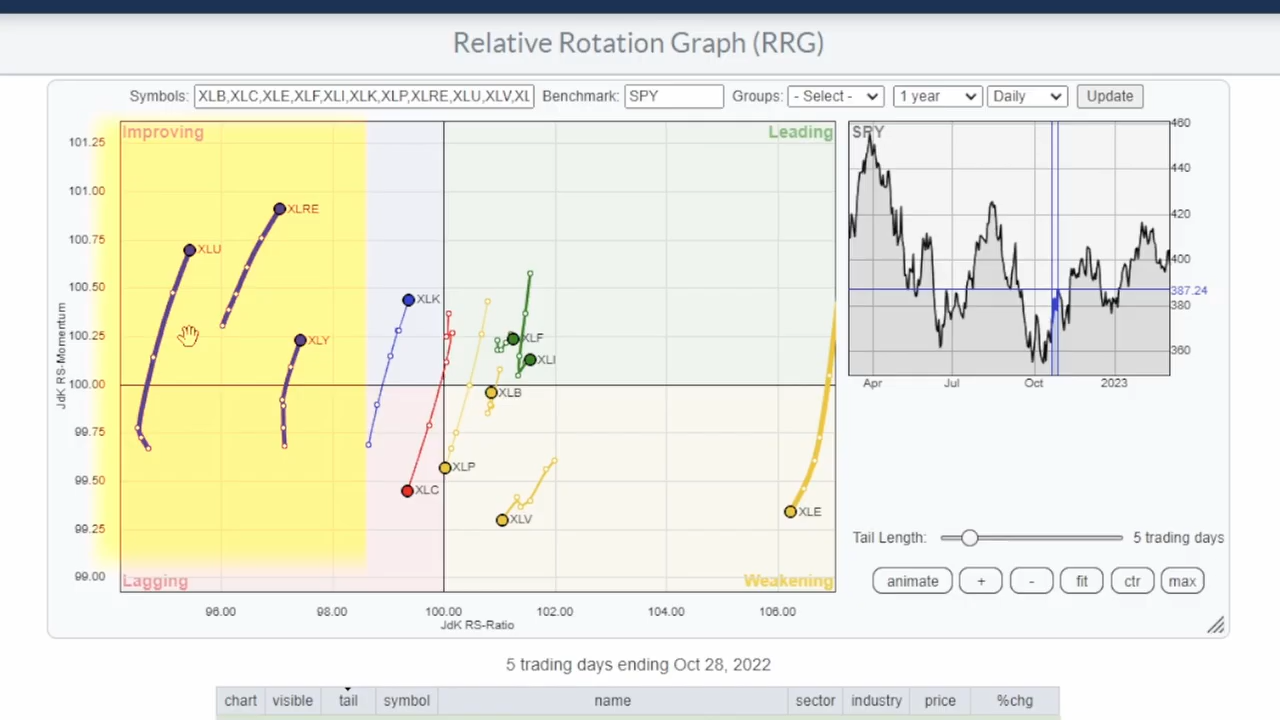 Relative Rotation Graph (RRG)
Symbols: XLB,XLC,XLE,XLF,XLI,XLK,XLP,XLRE,XLU,XLV,XL Benchmark: SPY Groups: - Select - 1 year Daily Update
Improving
Leading
Lagging
Weakening
JdK RS-Momentum
101.25
101.00
100.75
100.50
100.25
100.00
99.75
99.50
99.25
99.00
XLRE
XLU
XLK
XLY
XLF
XLI
XLB
XLP
XLC
XLV
XLE
96.00 98.00 100.00 102.00 104.00 106.00
JdK RS-Ratio
SPY
460
440
420
400
387.24
380
360
Apr Jul Oct 2023
Tail Length: 5 trading days
animate + - fit ctr max
5 trading days ending Oct 28, 2022
chart visible tail symbol name sector industry price %chg